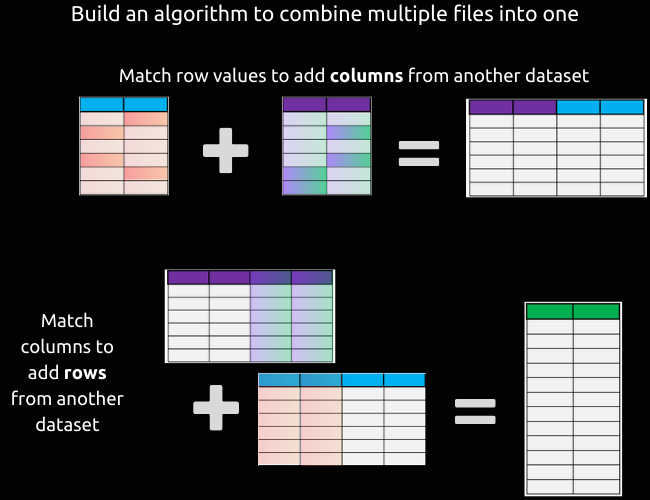 Build an algorithm to combine multiple files into one
Match row values to add columns from another dataset
Match
columns to
add rows
from another
dataset